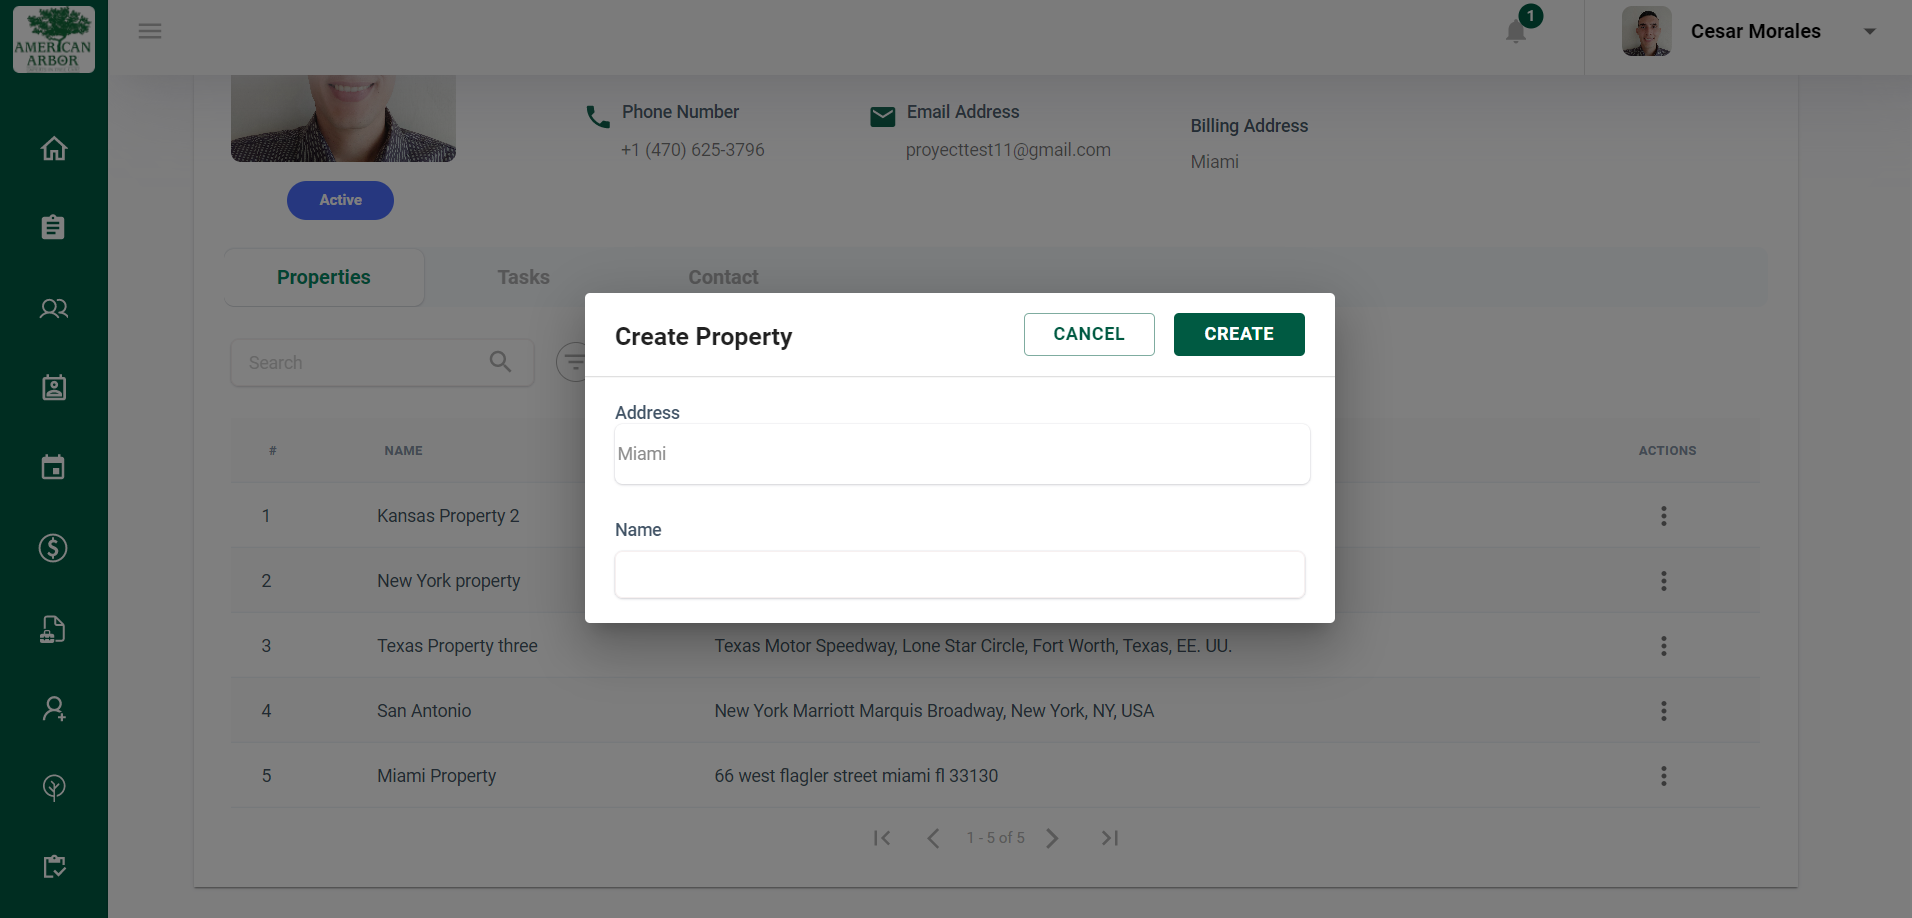 AMERICAN
ARBOR
1
Cesar Morales
Phone Number
+1 (470) 625-3796
Email Address
proyecttest11@gmail.com
Billing Address
Miami
Active
Properties
Tasks
Contact
Search
Create Property
CANCEL
CREATE
Address
Miami
Name
# NAME ACTIONS
1 Kansas Property 2
2 New York property
3 Texas Property three Texas Motor Speedway, Lone Star Circle, Fort Worth, Texas, EE. UU.
4 San Antonio New York Marriott Marquis Broadway, New York, NY, USA
5 Miami Property 66 west flagler street miami fl 33130
1 - 5 of 5